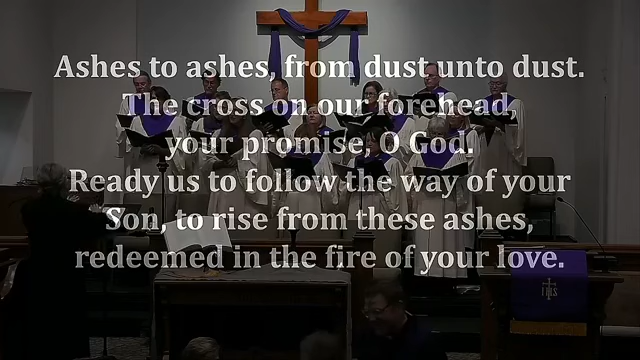 Ashes to ashes, from dust unto dust.
The cross on our forehead,
your promise, O God.
Ready us to follow the way of your
Son, to rise from these ashes,
redeemed in the fire of your love.
IHS